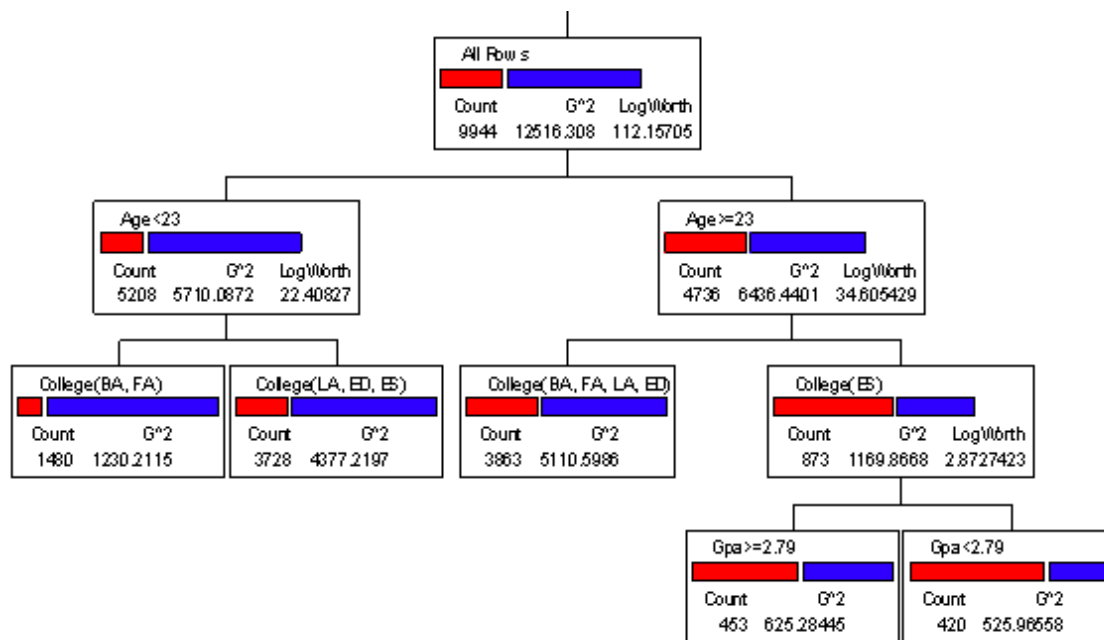 All Rows
Count G^2 LogWorth
9944 12516.308 112.15705
Age<23
Count G^2 LogWorth
5208 5710.0872 22.40827
Age>=23
Count G^2 LogWorth
4736 6436.4401 34.605429
College(BA, FA)
Count G^2
1480 1230.2115
College(LA, ED, ES)
Count G^2
3728 4377.2197
College(BA, FA, LA, ED)
Count G^2
3863 5110.5986
College(ES)
Count G^2 LogWorth
873 1169.8668 2.8727423
Gpa>=2.79
Count G^2
453 625.28445
Gpa<2.79
Count G^2
420 525.96558